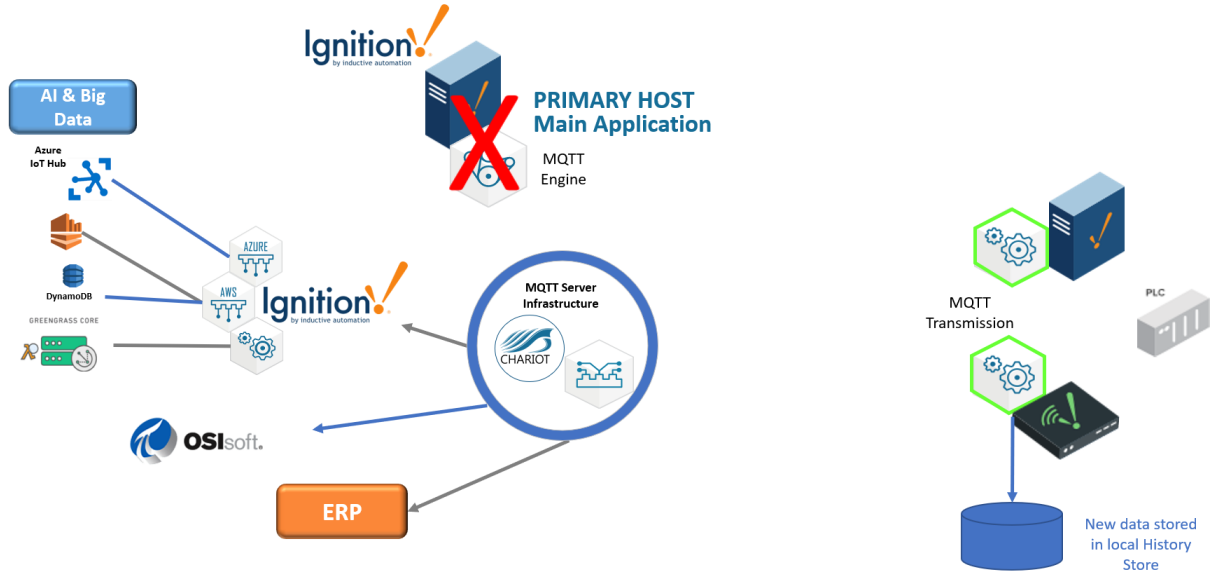 Ignition!
by inductive automation
PRIMARY HOST
Main Application
MQTT
Engine
AI & Big
Data
Azure
IoT Hub
DynamoDB
GREENGRASS CORE
AZURE
AWS
Ignition!
by inductive automation
MQTT Server
Infrastructure
CHARIOT
OSIsoft.
ERP
MQTT
Transmission
PLC
New data stored
in local History
Store